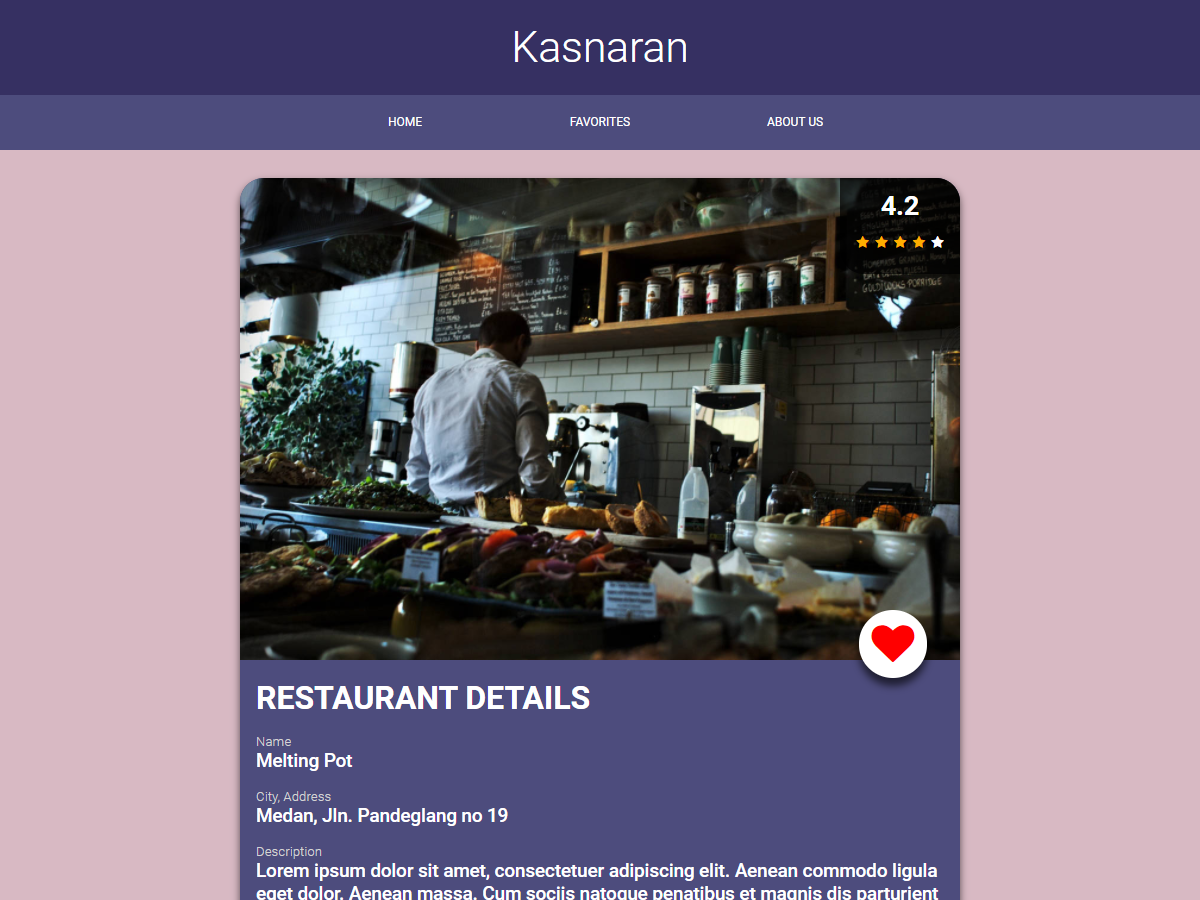 Kasnaran
HOME
FAVORITES
ABOUT US
4.2
GOLDILOCKS PORRIDGE
RESTAURANT DETAILS
Name
Melting Pot
City, Address
Medan, Jln. Pandeglang no 19
Description
Lorem ipsum dolor sit amet, consectetuer adipiscing elit. Aenean commodo ligula
eget dolor. Aenean massa. Cum sociis natoque penatibus et magnis dis parturient